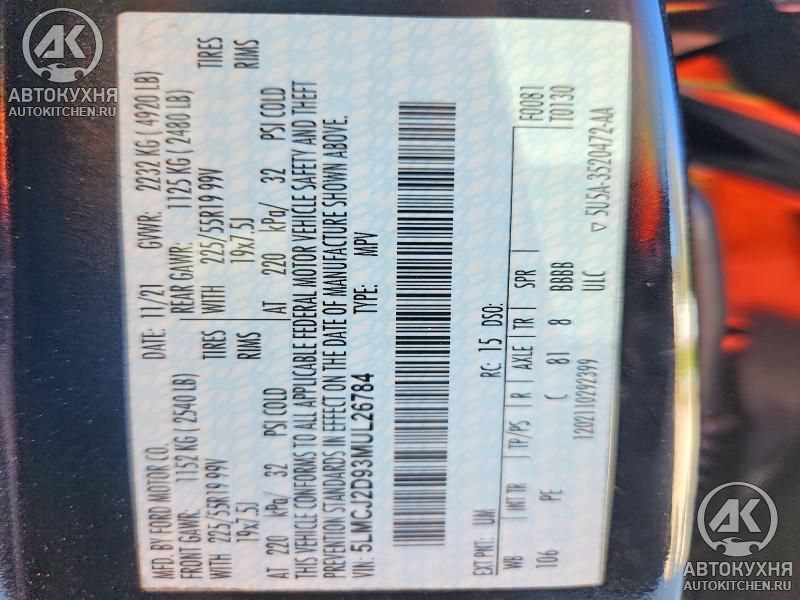 MFD. BY FORD MOTOR CO.
DATE: 11/21 GVWR: 2232 KG (4920 LB)
FRONT GAWR: 1152 KG (2540 LB) REAR GAWR: 1125 KG (2480 LB)
WITH 225/55R19 99V TIRES WITH 225/55R19 99V TIRES
19x7.5J RIMS 19x7.5J RIMS
AT 220 kPa/ 32 PSI COLD AT 220 kPa/ 32 PSI COLD
THIS VEHICLE CONFORMS TO ALL APPLICABLE FEDERAL MOTOR VEHICLE SAFETY AND THEFT
PREVENTION STANDARDS IN EFFECT ON THE DATE OF MANUFACTURE SHOWN ABOVE.
VIN: 5LMCJ2D93MUL26784 TYPE: MPV
EXT PNT: UM RC: 15 DSO: F0081
WB INT TR TP/PS R AXLE TR SPR T0130
106 PE C 81 8 BBBB
1202110292399 ULC
▽ 5U5A-3520472-AA
АВТОКУХНЯ
AUTOKITCHEN.RU
АВТОКУХНЯ
AUTOKITCHEN.RU